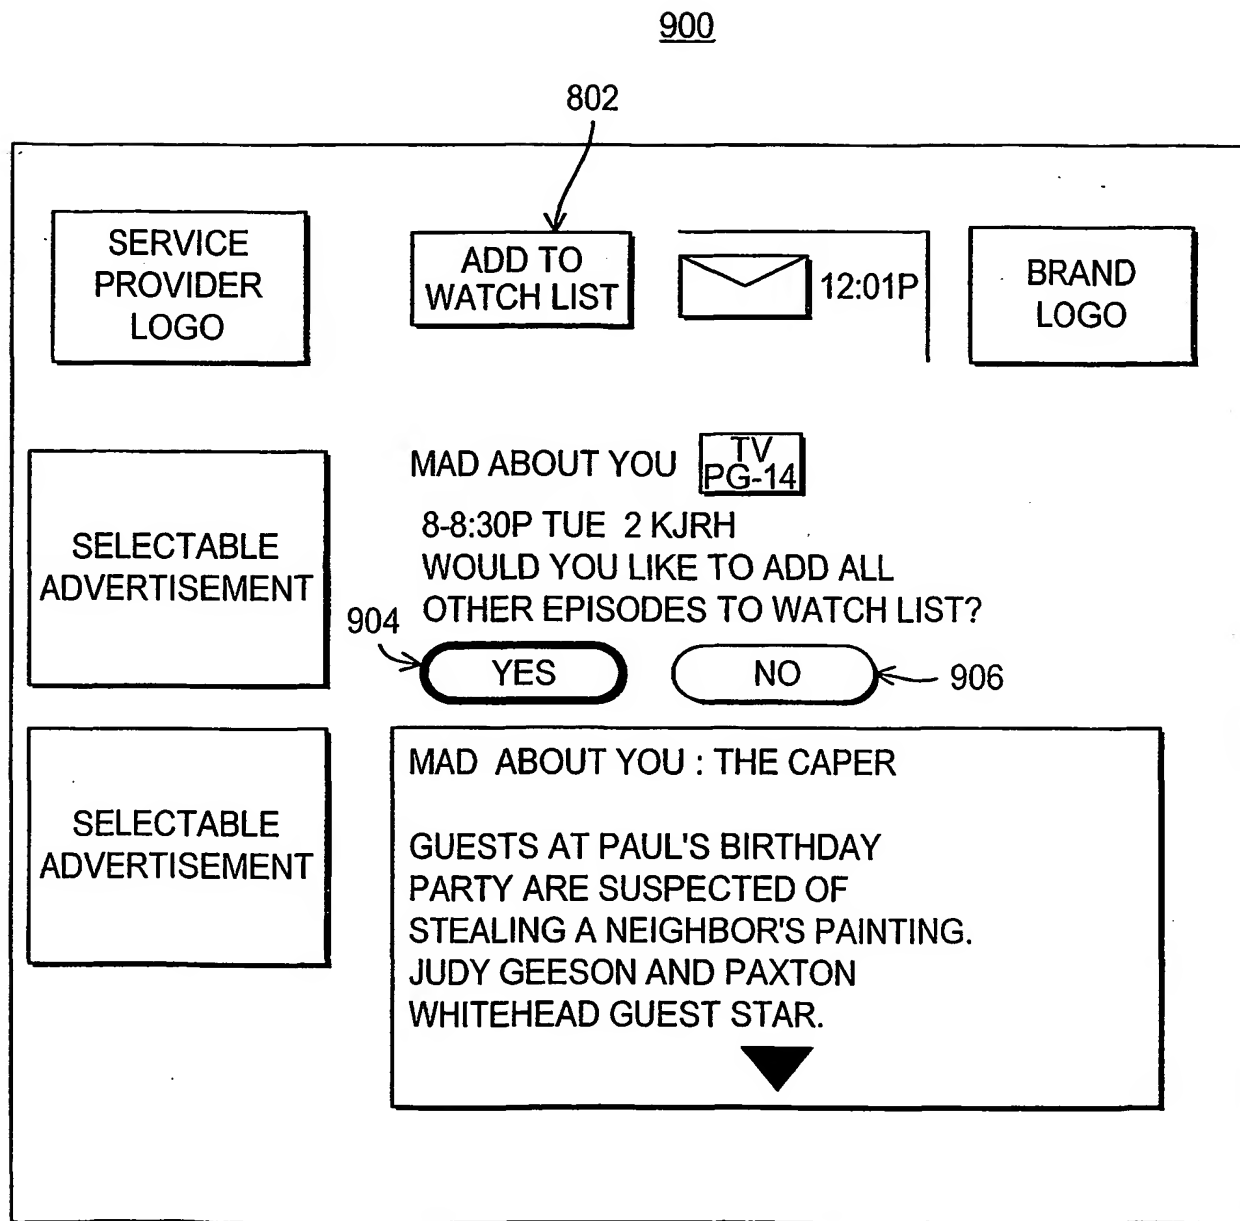 900
802
SERVICE
PROVIDER
LOGO
ADD TO
WATCH LIST
12:01P
BRAND
LOGO
SELECTABLE
ADVERTISEMENT
MAD ABOUT YOU
TV
PG-14
8-8:30P TUE 2 KJRH
WOULD YOU LIKE TO ADD ALL
OTHER EPISODES TO WATCH LIST?
904
YES
NO
906
SELECTABLE
ADVERTISEMENT
MAD ABOUT YOU : THE CAPER
GUESTS AT PAUL'S BIRTHDAY
PARTY ARE SUSPECTED OF
STEALING A NEIGHBOR'S PAINTING.
JUDY GEESON AND PAXTON
WHITEHEAD GUEST STAR.